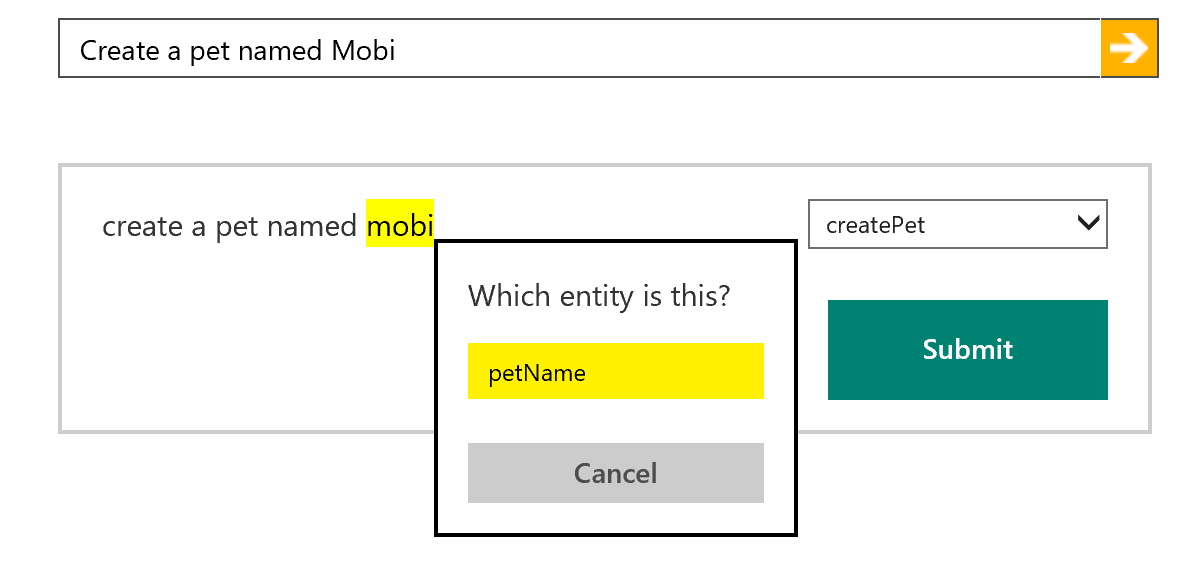 Create a pet named Mobi
create a pet named mobi
createPet
Which entity is this?
Submit
petName
Cancel